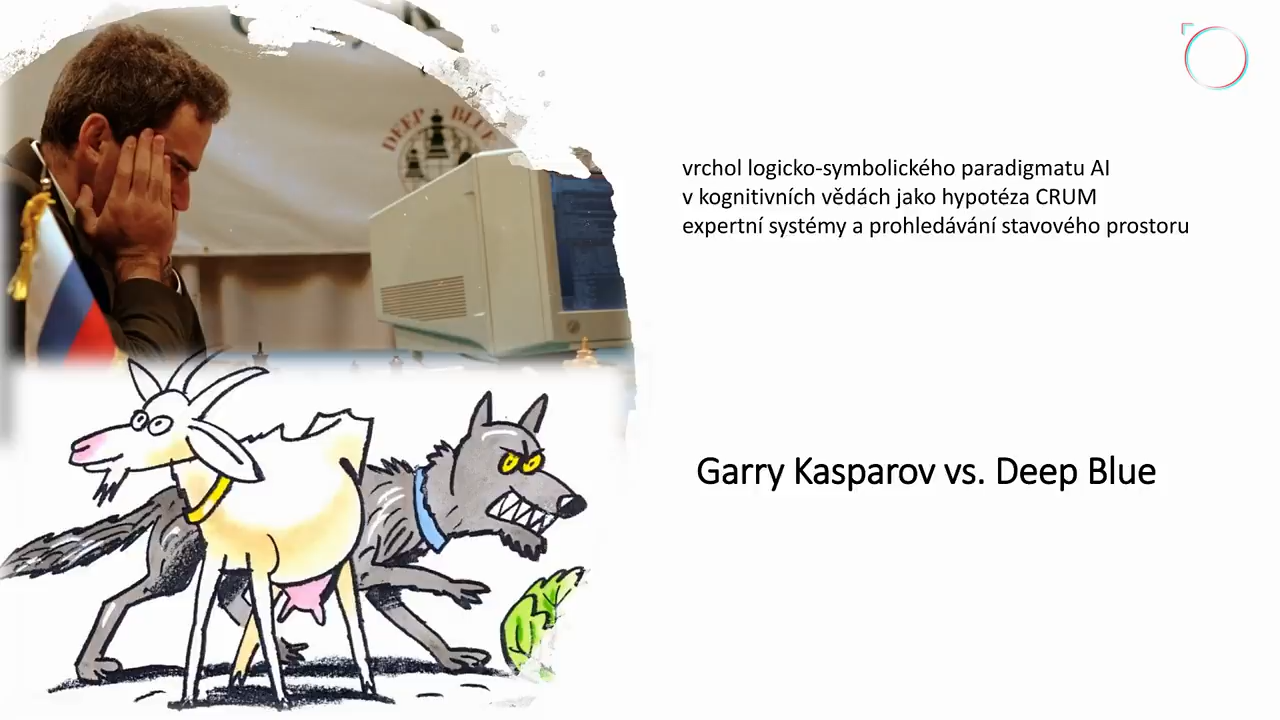 DEEP BLUE
vrchol logicko-symbolického paradigmatu AI
v kognitivních vědách jako hypotéza CRUM
expertní systémy a prohledávání stavového prostoru
Garry Kasparov vs. Deep Blue